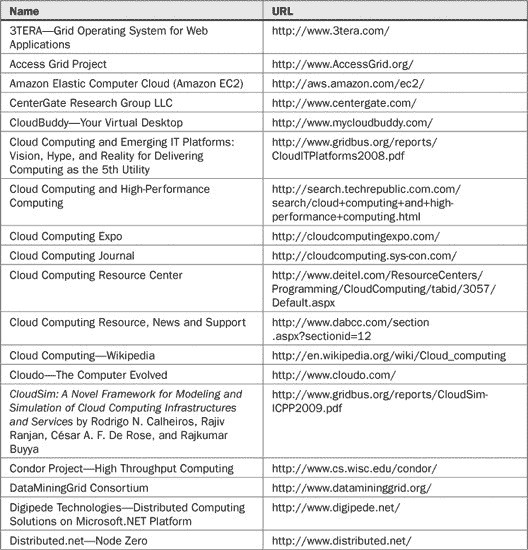 Name URL
3TERA—Grid Operating System for Web http://www.3tera.com/
Applications
Access Grid Project http://www.AccessGrid.org/
Amazon Elastic Computer Cloud (Amazon EC2) http://aws.amazon.com/ec2/
CenterGate Research Group LLC http://www.centergate.com/
CloudBuddy—Your Virtual Desktop http://www.mycloudbuddy.com/
Cloud Computing and Emerging IT Platforms: http://www.gridbus.org/reports/
Vision, Hype, and Reality for Delivering CloudITPlatforms2008.pdf
Computing as the 5th Utility
Cloud Computing and High-Performance http://search.techrepublic.com.com/
Computing search/cloud+computing+and+high-
performance+computing.html
Cloud Computing Expo http://cloudcomputingexpo.com/
Cloud Computing Journal http://cloudcomputing.sys-con.com/
Cloud Computing Resource Center http://www.deitel.com/ResourceCenters/
Programming/CloudComputing/tabid/3057/
Default.aspx
Cloud Computing Resource, News and Support http://www.dabcc.com/section
.aspx?sectionid=12
Cloud Computing—Wikipedia http://en.wikipedia.org/wiki/Cloud_computing
Cloudo—The Computer Evolved http://www.cloudo.com/
CloudSim: A Novel Framework for Modeling and http://www.gridbus.org/reports/CloudSim-
Simulation of Cloud Computing Infrastructures ICPP2009.pdf
and Services by Rodrigo N. Calheiros, Rajiv
Ranjan, César A. F. De Rose, and Rajkumar
Buyya
Condor Project—High Throughput Computing http://www.cs.wisc.edu/condor/
DataMiningGrid Consortium http://www.datamininggrid.org/
Digipede Technologies—Distributed Computing http://www.digipede.net/
Solutions on Microsoft.NET Platform
Distributed.net—Node Zero http://www.distributed.net/